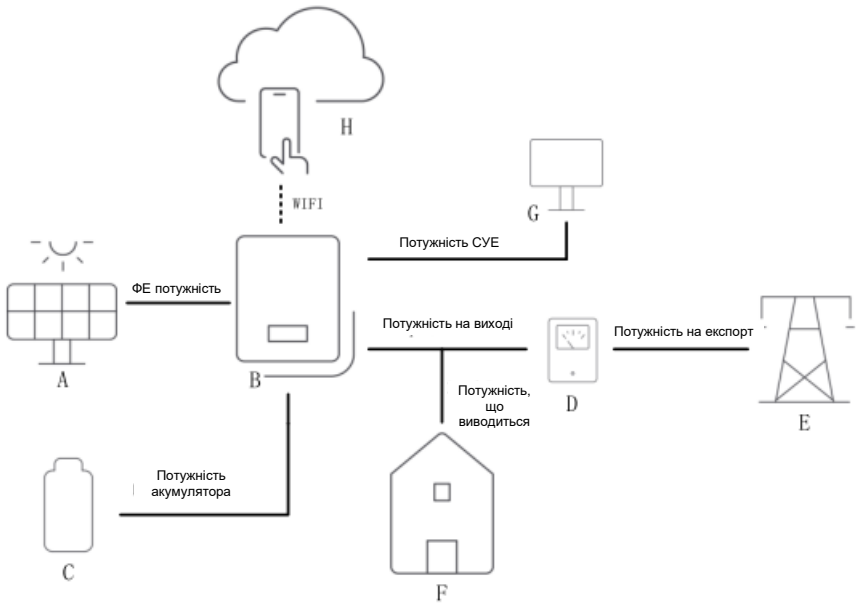 H
WIFI
G
Потужність СУЕ
ФЕ потужність
Потужність на виході
Потужність на експорт
A
B
D
E
Потужність,
що
виводиться
Потужність
акумулятора
C
F